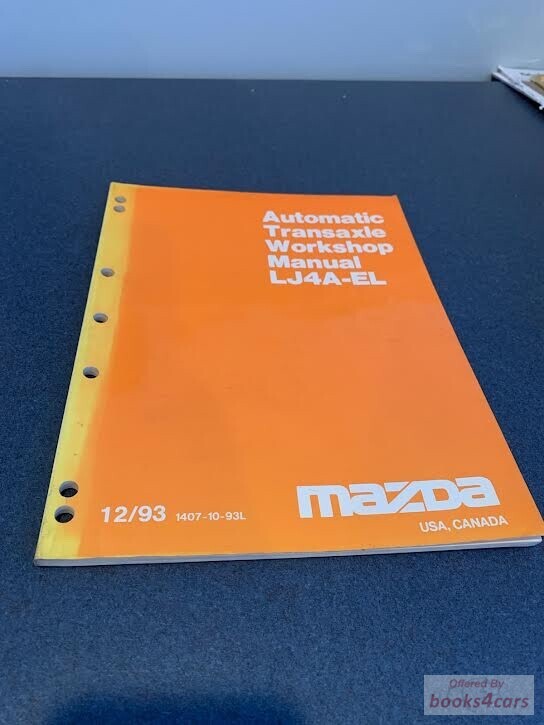 Automatic
Transaxle
Workshop
Manual
LJ4A-EL
12/93 1407-10-93L
mazda
USA, CANADA
Offered By
books4cars